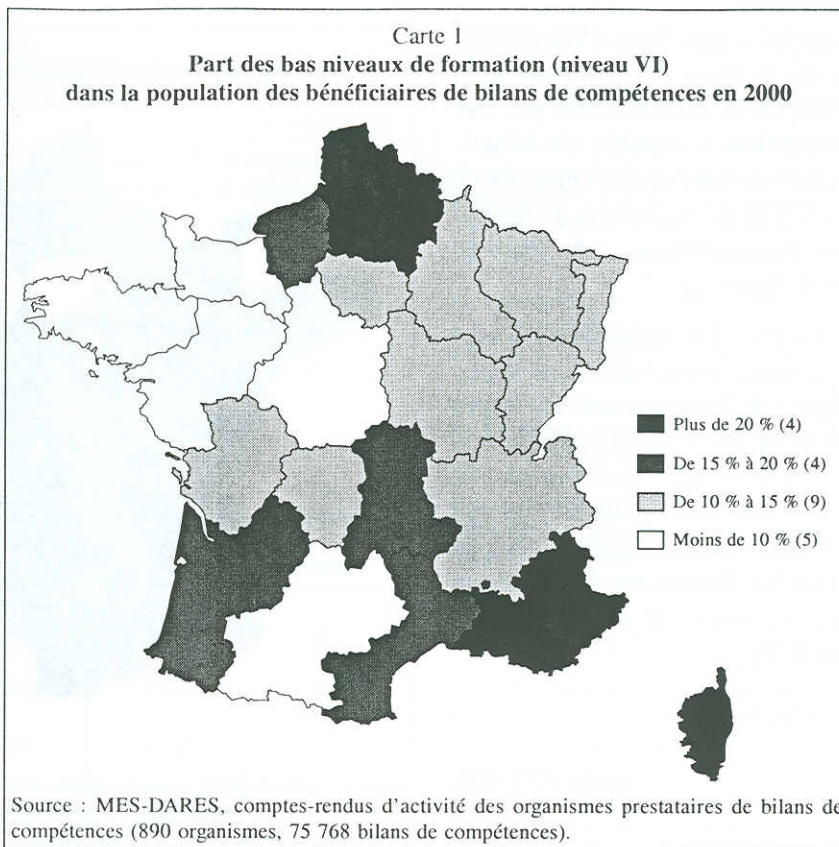 Carte 1
Part des bas niveaux de formation (niveau VI)
dans la population des bénéficiaires de bilans de compétences en 2000
Plus de 20 % (4)
De 15 % à 20 % (4)
De 10 % à 15 % (9)
Moins de 10 % (5)
Source : MES-DARES, comptes-rendus d'activité des organismes prestataires de bilans de
compétences (890 organismes, 75 768 bilans de compétences).